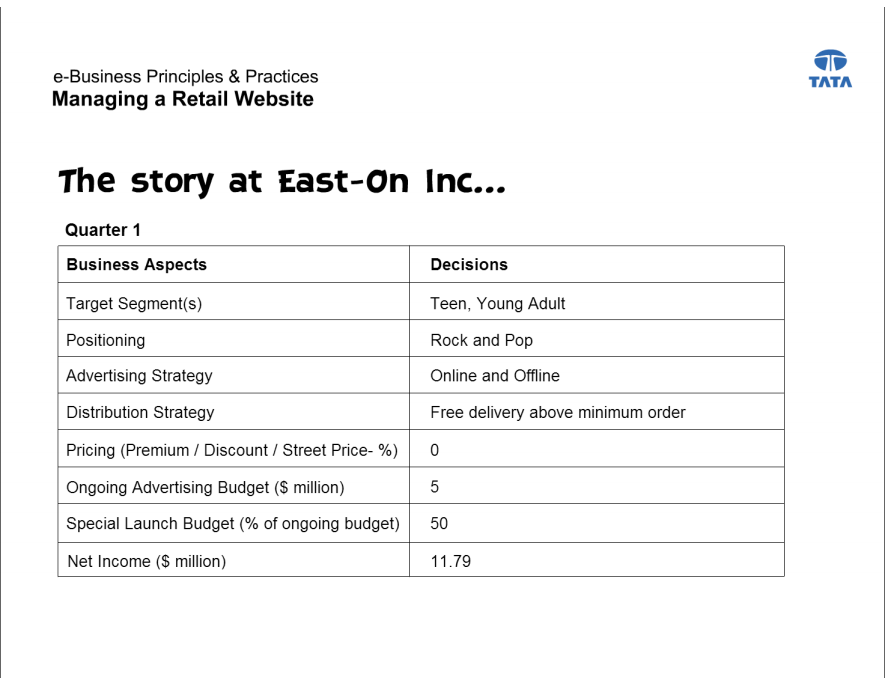 e-Business Principles & Practices
Managing a Retail Website
TATA
The story at East-On Inc...
Quarter 1
Business Aspects Decisions
Target Segment(s) Teen, Young Adult
Positioning Rock and Pop
Advertising Strategy Online and Offline
Distribution Strategy Free delivery above minimum order
Pricing (Premium / Discount / Street Price- %) 0
Ongoing Advertising Budget ($ million) 5
Special Launch Budget (% of ongoing budget) 50
Net Income ($ million) 11.79